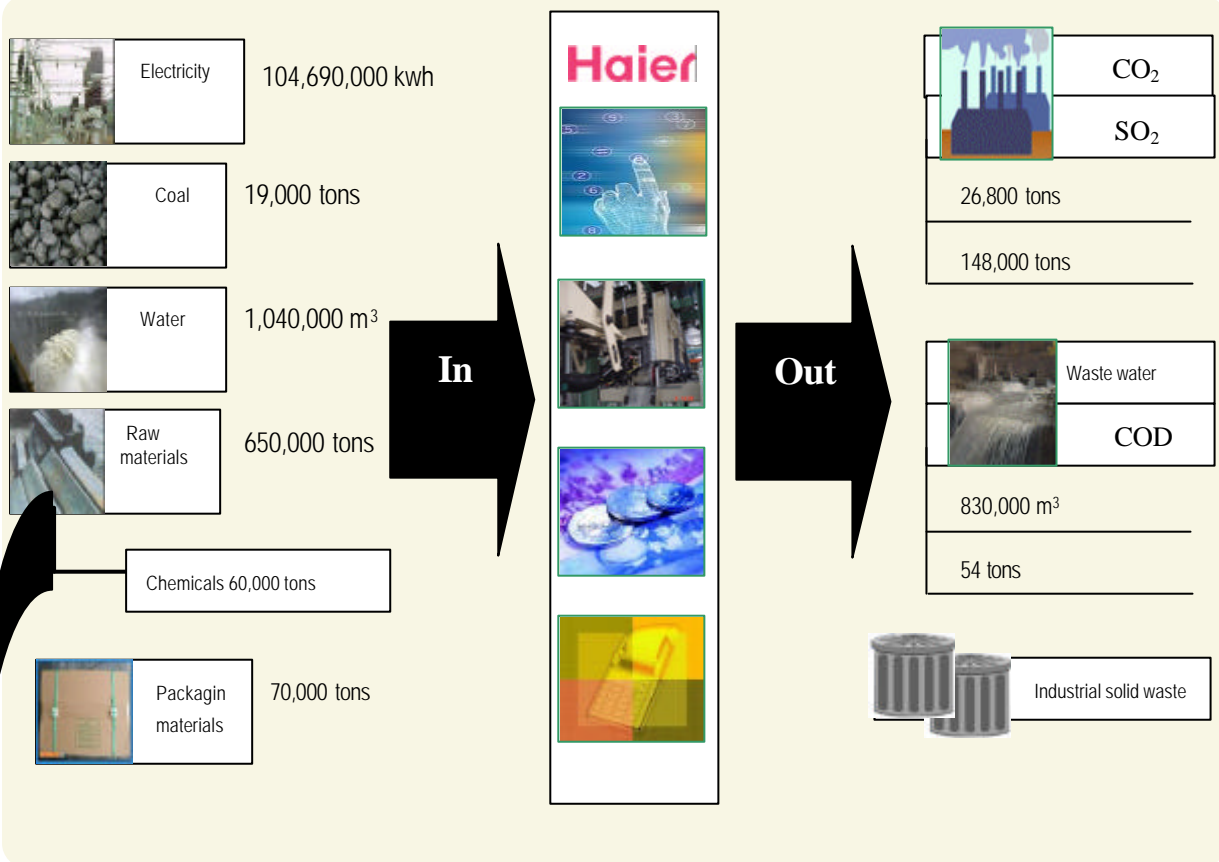 Electricity
104,690,000 kwh
Coal
19,000 tons
Water
1,040,000 m³
Raw
materials
650,000 tons
Chemicals 60,000 tons
Packagin
materials
70,000 tons
In
Haier
Out
CO₂
SO₂
26,800 tons
148,000 tons
Waste water
COD
830,000 m³
54 tons
Industrial solid waste